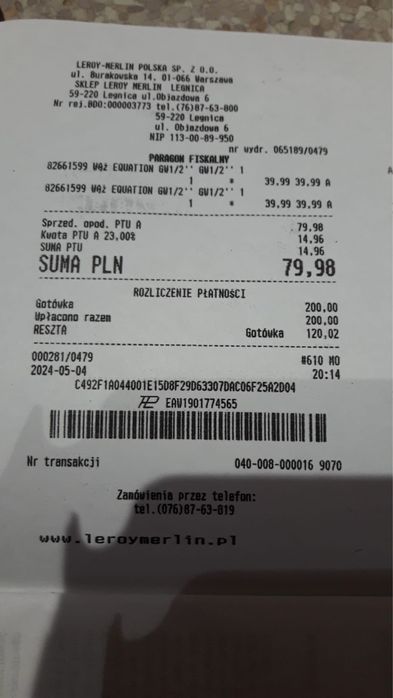 LEROY-MERLIN POLSKA SP. Z O.O.
ul. Burakowska 14, 01-066 Warszawa
SKLEP LEROY MERLIN LEGNICA
59-220 Legnica ul.Objazdowa 6
Nr rej.BDO:000003773 tel.(76)87-63-800
59-220 Legnica
ul. Objazdowa 6
NIP 113-00-89-950
nr wydr. 065189/0479
PARAGON FISKALNY
82661599 WĄŻ EQUATION GW1/2'' GW1/2'' 1
1 * 39,99 39,99 A
82661599 WĄŻ EQUATION GW1/2'' GW1/2'' 1
1 * 39,99 39,99 A
Sprzed. opod. PTU A 79,98
Kwota PTU A 23,00% 14,96
SUMA PTU 14,96
SUMA PLN 79,98
ROZLICZENIE PŁATNOŚCI
Gotówka 200,00
Wpłacono razem 200,00
RESZTA Gotówka 120,02
000281/0479 #610 MO
2024-05-04 20:14
C492F1A044001E15D8F29D63307DAC06F25A2D04
EAW1901774565
Nr transakcji 040-008-000016 9070
Zamówienia przez telefon:
tel.(076)87-63-819
www.leroymerlin.pl